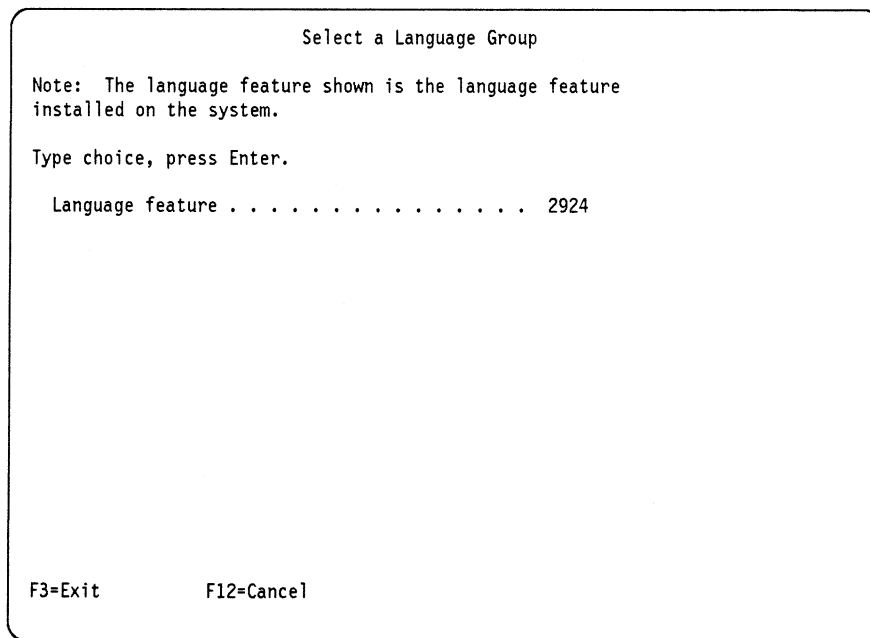 Select a Language Group
Note: The language feature shown is the language feature
installed on the system.
Type choice, press Enter.
Language feature . . . . . . . . . . . . . . . 2924
F3=Exit F12=Cancel